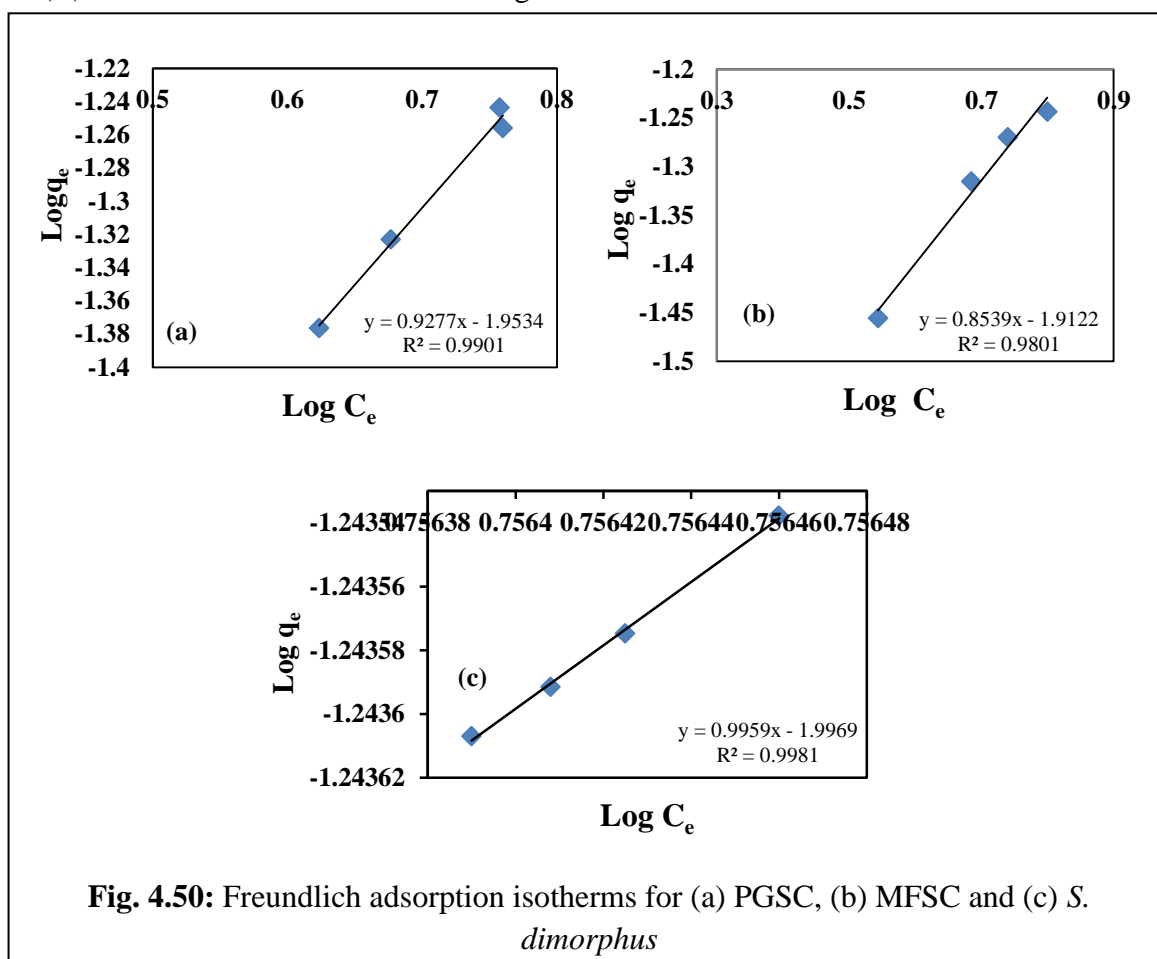 -1.22
-1.24
-1.26
-1.28
-1.3
-1.32
-1.34
-1.36
-1.38
-1.4
0.5 0.6 0.7 0.8
Logqe
(a)
y = 0.9277x - 1.9534
R² = 0.9901
Log Ce
-1.2
-1.25
-1.3
-1.35
-1.4
-1.45
-1.5
0.3 0.5 0.7 0.9
Log qe
(b)
y = 0.8539x - 1.9122
R² = 0.9801
Log Ce
-1.24354
-1.24356
-1.24358
-1.2436
-1.24362
0.75638 0.7564 0.75642 0.75644 0.75646 0.75648
Log qe
(c)
y = 0.9959x - 1.9969
R² = 0.9981
Log Ce
Fig. 4.50: Freundlich adsorption isotherms for (a) PGSC, (b) MFSC and (c) S.
dimorphus